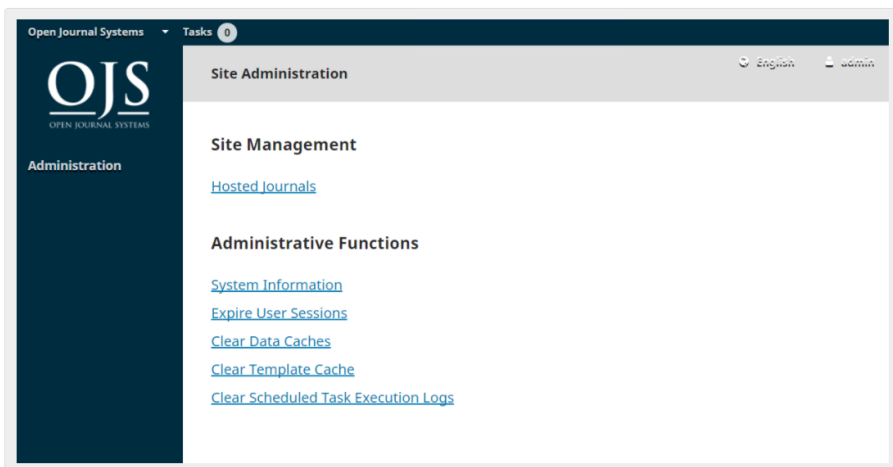 Open Journal Systems Tasks 0
OJS
OPEN JOURNAL SYSTEMS
Administration
Site Administration
English admin
Site Management
Hosted Journals
Administrative Functions
System Information
Expire User Sessions
Clear Data Caches
Clear Template Cache
Clear Scheduled Task Execution Logs